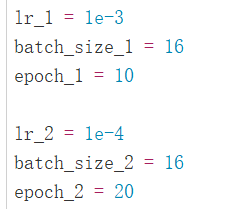 lr_1 = 1e-3
batch_size_1 = 16
epoch_1 = 10
lr_2 = 1e-4
batch_size_2 = 16
epoch_2 = 20